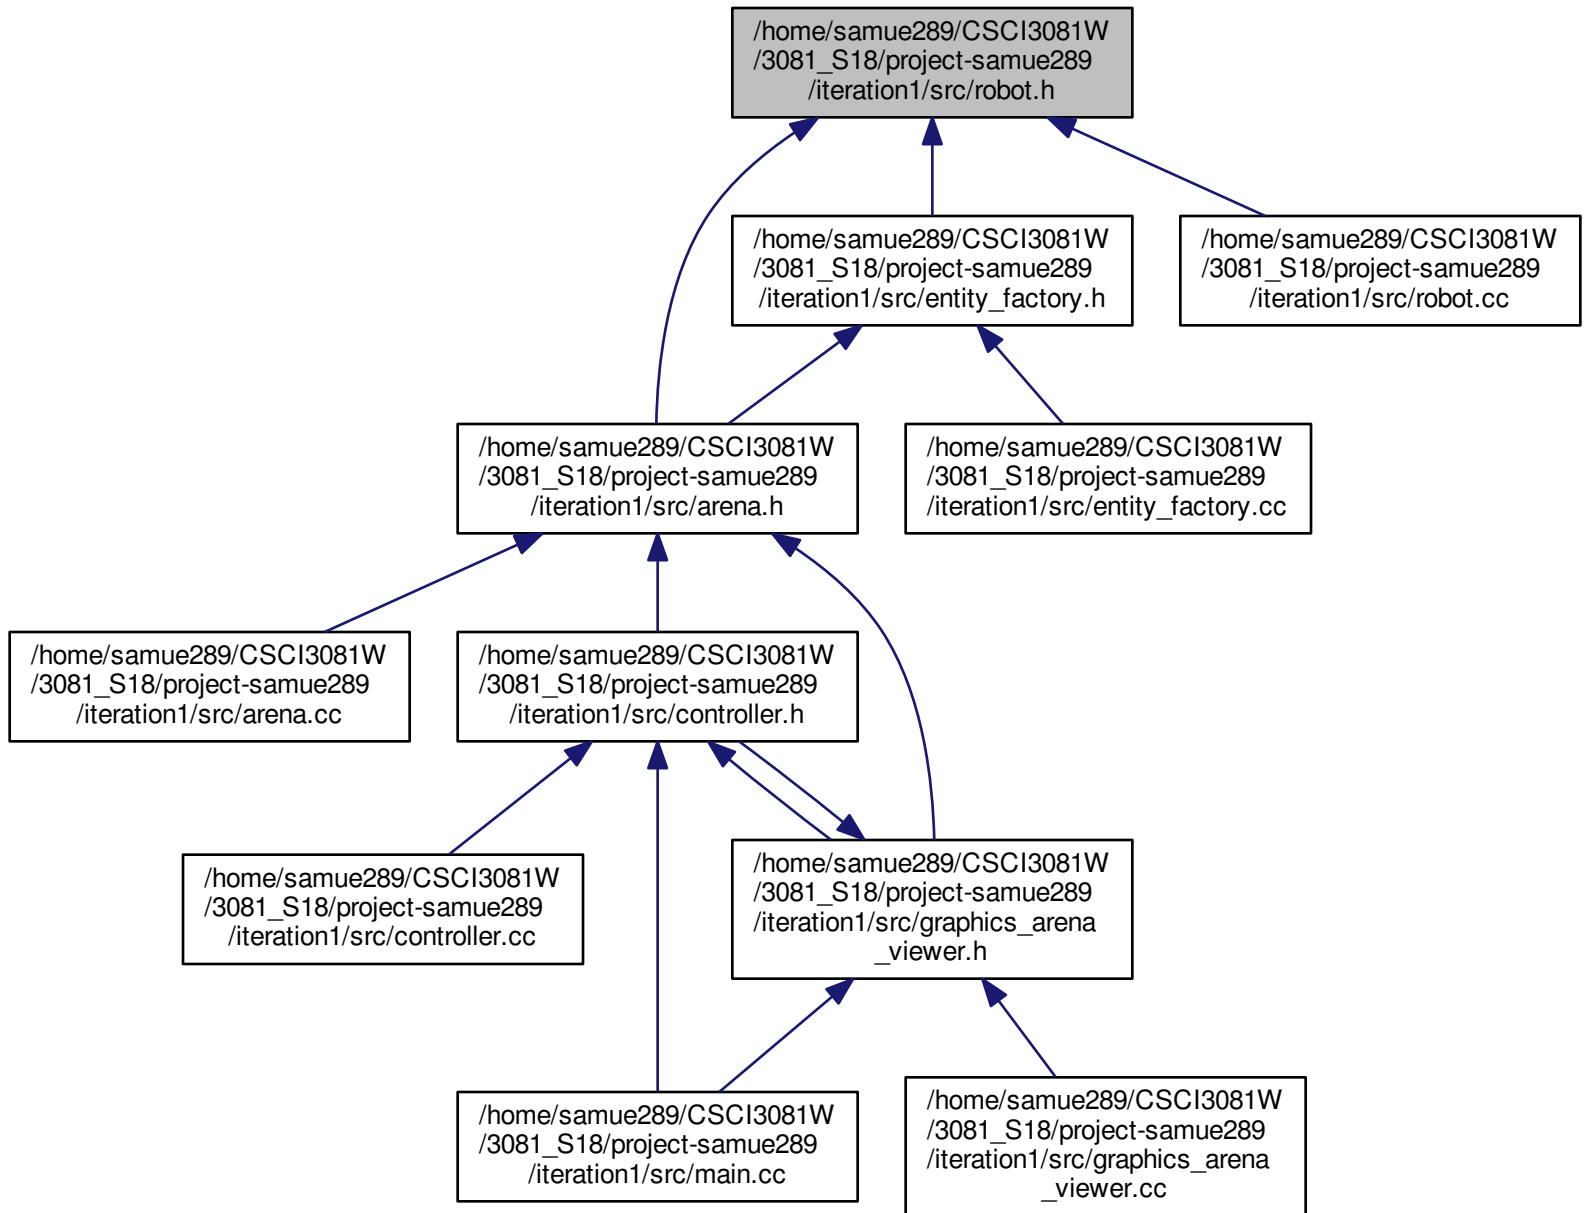 /home/samue289/CSCI3081W
/3081_S18/project-samue289
/iteration1/src/robot.h
/home/samue289/CSCI3081W
/3081_S18/project-samue289
/iteration1/src/entity_factory.h
/home/samue289/CSCI3081W
/3081_S18/project-samue289
/iteration1/src/robot.cc
/home/samue289/CSCI3081W
/3081_S18/project-samue289
/iteration1/src/arena.h
/home/samue289/CSCI3081W
/3081_S18/project-samue289
/iteration1/src/entity_factory.cc
/home/samue289/CSCI3081W
/3081_S18/project-samue289
/iteration1/src/arena.cc
/home/samue289/CSCI3081W
/3081_S18/project-samue289
/iteration1/src/controller.h
/home/samue289/CSCI3081W
/3081_S18/project-samue289
/iteration1/src/controller.cc
/home/samue289/CSCI3081W
/3081_S18/project-samue289
/iteration1/src/graphics_arena
_viewer.h
/home/samue289/CSCI3081W
/3081_S18/project-samue289
/iteration1/src/main.cc
/home/samue289/CSCI3081W
/3081_S18/project-samue289
/iteration1/src/graphics_arena
_viewer.cc